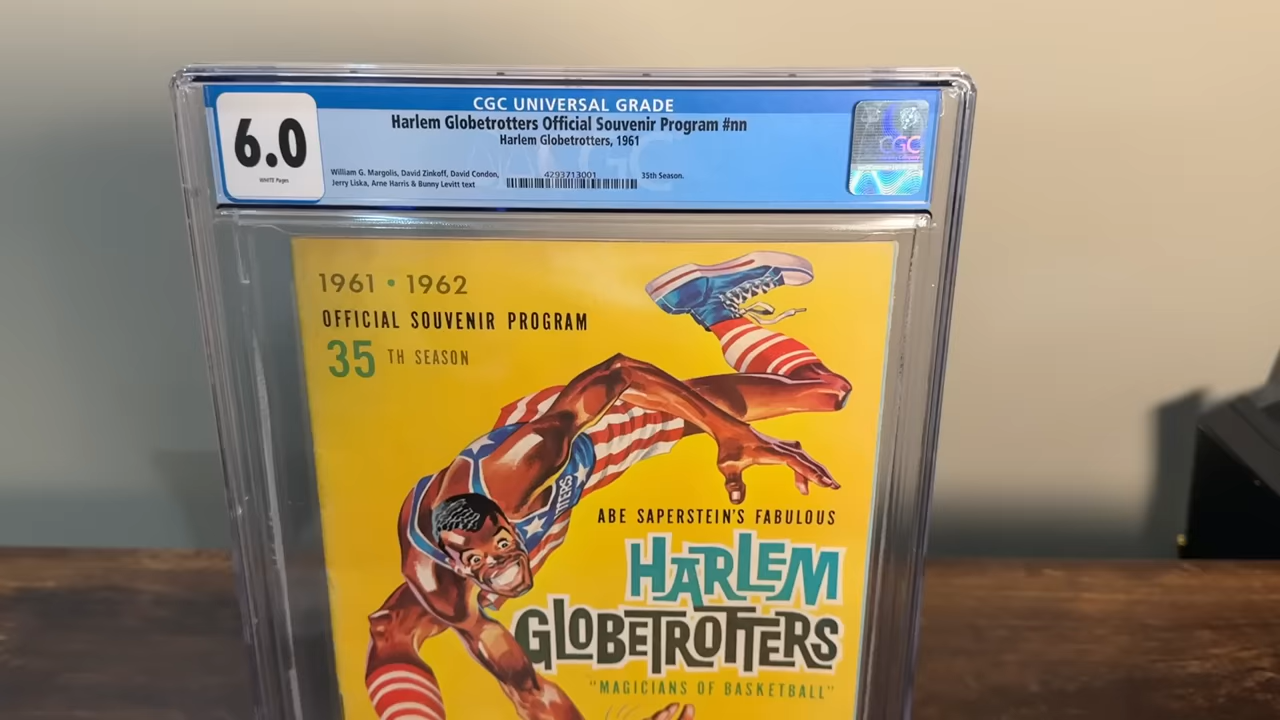 CGC UNIVERSAL GRADE
6.0
WHITE Pages
Harlem Globetrotters Official Souvenir Program #nn
Harlem Globetrotters, 1961
William G. Margolis, David Zinkoff, David Condon,
Jerry Liska, Arne Harris & Bunny Levitt text
4293713001
35th Season.
CGC
1961 • 1962
OFFICIAL SOUVENIR PROGRAM
35 TH SEASON
TTERS
ABE SAPERSTEIN'S FABULOUS
HARLEM
GLOBETROTTERS
"MAGICIANS OF BASKETBALL"